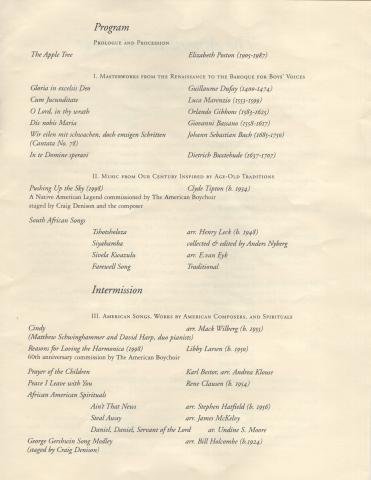 Program
Prologue and Procession
The Apple Tree Elizabeth Poston (1905-1987)
I. Masterworks from the Renaissance to the Baroque for Boys' Voices
Gloria in excelsis Deo Guillaume Dufay (1400-1474)
Cum Jucunditate Luca Marenzio (1553-1599)
O Lord, in thy wrath Orlando Gibbons (1583-1625)
Dic nobis Maria Giovanni Bassano (1558-1617)
Wir eilen mit schwachen, doch emsigen Schritten Johann Sebastian Bach (1685-1750)
(Cantata No. 78)
In te Domine speravi Dietrich Buxtehude (1637-1707)
II. Music from Our Century Inspired by Age-Old Traditions
Pushing Up the Sky (1998) Clyde Tipton (b. 1934)
A Native American Legend commissioned by The American Boychoir
staged by Craig Denison and the composer
South African Songs
Tshotsholoza arr. Henry Leck (b. 1948)
Siyahamba collected & edited by Anders Nyberg
Sivela Kwazulu arr. E.van Eyk
Farewell Song Traditional
Intermission
III. American Songs, Works by American Composers, and Spirituals
Cindy arr. Mack Wilberg (b. 1955)
(Matthew Schwinghammer and David Harp, duo pianists)
Reasons for Loving the Harmonica (1998) Libby Larsen (b. 1950)
60th anniversary commission by The American Boychoir
Prayer of the Children Karl Bester, arr. Andrea Klouse
Peace I Leave with You Rene Clausen (b. 1954)
African American Spirituals
Ain't That News arr. Stephen Hatfield (b. 1956)
Steal Away arr. James McKeley
Daniel, Daniel, Servant of the Lord ar. Undine S. Moore
George Gershwin Song Medley arr. Bill Holcombe (b.1924)
(staged by Craig Denison)